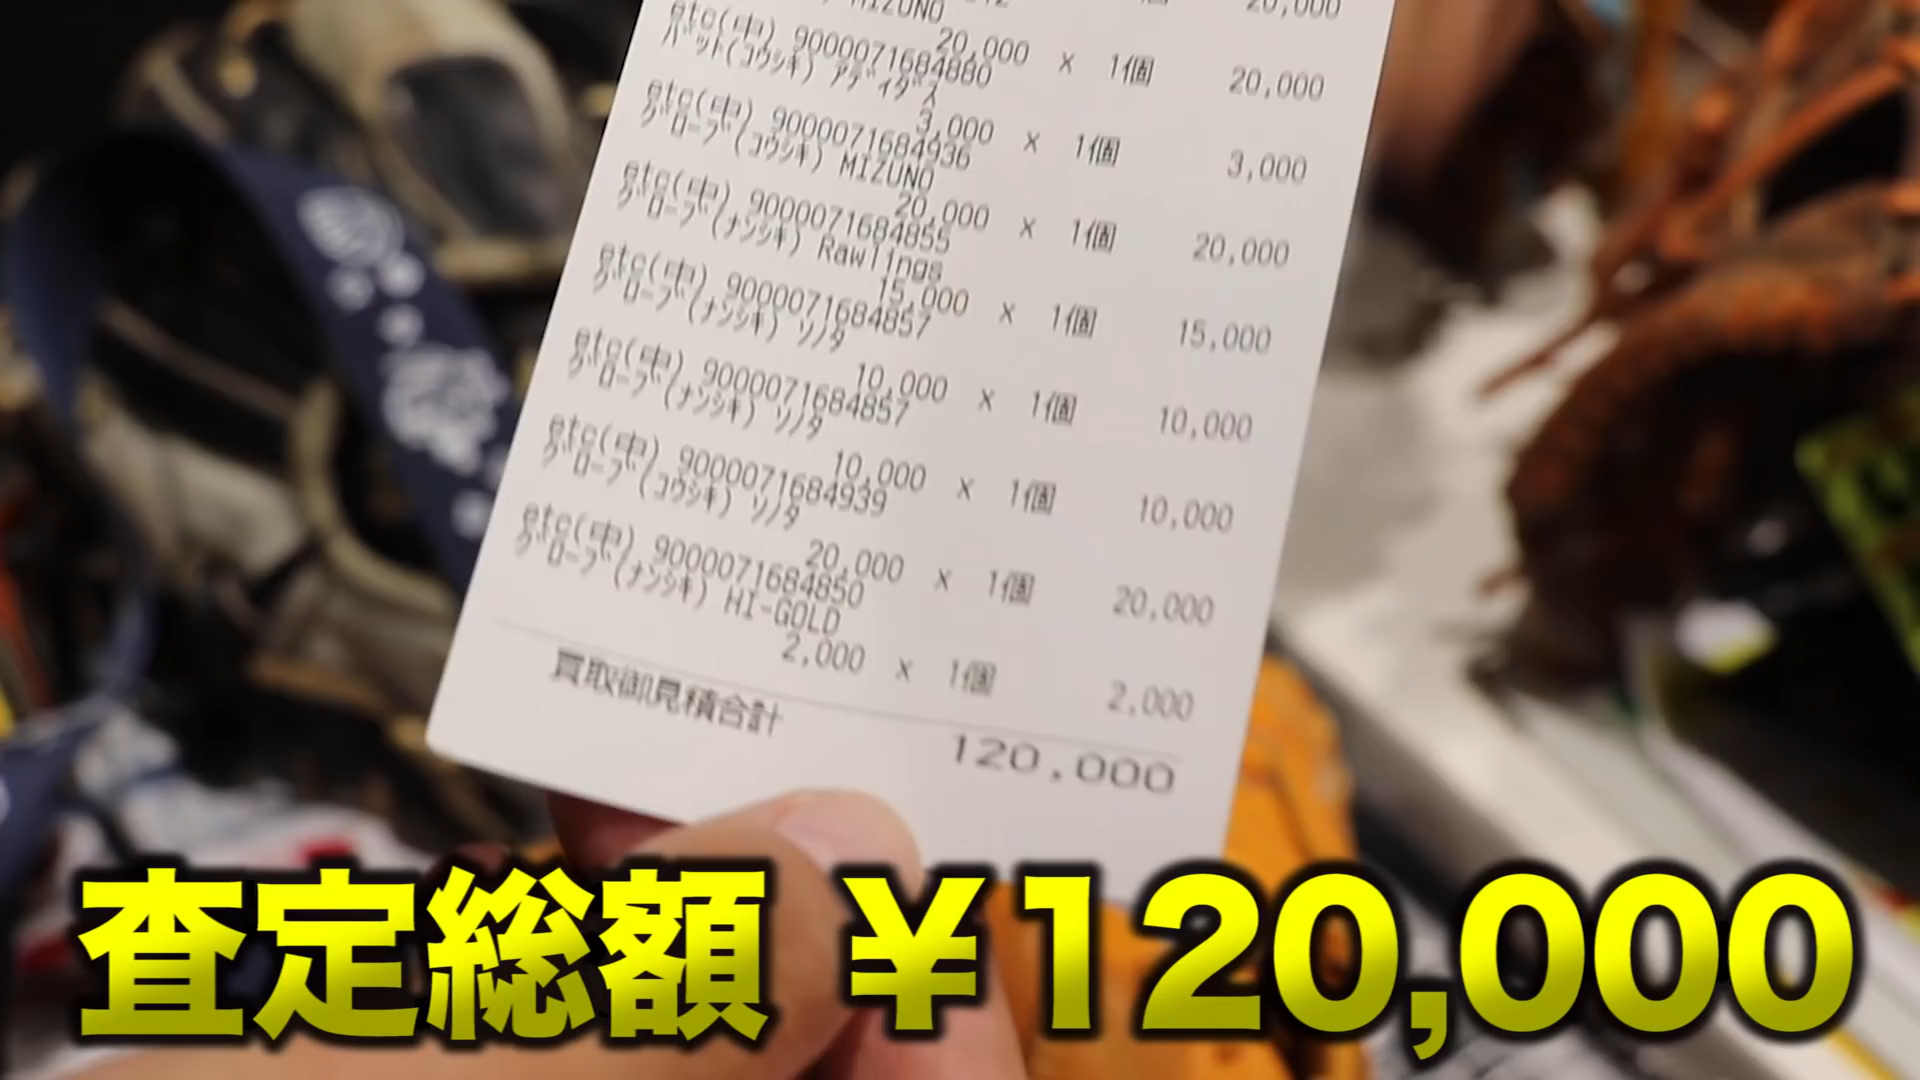 MIZUNO 20,000
20,000 x 1個 20,000
etc(中) 9000071684880
バット(コウシキ) アディダス
3,000 x 1個 3,000
etc(中) 9000071684936
グローブ(コウシキ) MIZUNO
20,000 x 1個 20,000
etc(中) 9000071684855
グローブ(ナンシキ) Rawlings
15,000 x 1個 15,000
etc(中) 9000071684857
グローブ(ナンシキ) ソノタ
10,000 x 1個 10,000
etc(中) 9000071684857
グローブ(ナンシキ) ソノタ
10,000 x 1個 10,000
etc(中) 9000071684939
グローブ(コウシキ) ソノタ
20,000 x 1個 20,000
etc(中) 9000071684850
グローブ(ナンシキ) HI-GOLD
2,000 x 1個 2,000
買取御見積合計 120,000
査定総額 ¥120,000